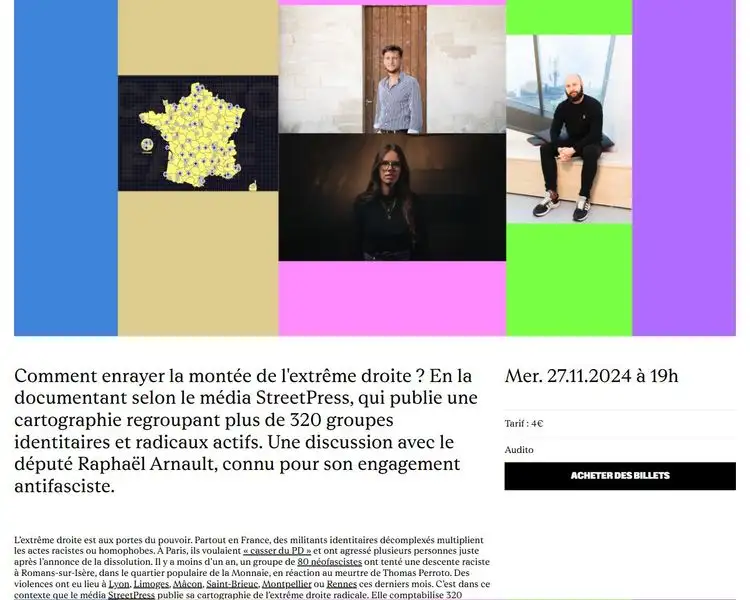 Comment enrayer la montée de l'extrême droite ? En la
documentant selon le média StreetPress, qui publie une
cartographie regroupant plus de 320 groupes
identitaires et radicaux actifs. Une discussion avec le
député Raphaël Arnault, connu pour son engagement
antifasciste.
Mer. 27.11.2024 à 19h
Tarif : 4€
Audito
ACHETER DES BILLETS
L'extrême droite est aux portes du pouvoir. Partout en France, des militants identitaires décomplexés multiplient
les actes racistes ou homophobes. À Paris, ils voulaient « casser du PD » et ont agressé plusieurs personnes juste
après l'annonce de la dissolution. Il y a moins d'un an, un groupe de 80 néofascistes ont tenté une descente raciste
à Romans-sur-Isère, dans le quartier populaire de la Monnaie, en réaction au meurtre de Thomas Perroto. Des
violences ont eu lieu à Lyon, Limoges, Mâcon, Saint-Brieuc, Montpellier ou Rennes ces derniers mois. C'est dans ce
contexte que le média StreetPress publie sa cartographie de l'extrême droite radicale. Elle comptabilise 320